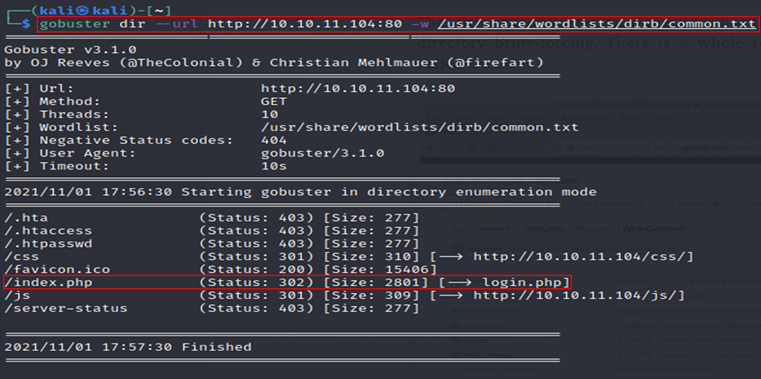 ┌──(kali㉿kali)-[~]
└─$ gobuster dir --url http://10.10.11.104:80 -w /usr/share/wordlists/dirb/common.txt
===============================================================
Gobuster v3.1.0
by OJ Reeves (@TheColonial) & Christian Mehlmauer (@firefart)
===============================================================
[+] Url:                     http://10.10.11.104:80
[+] Method:                  GET
[+] Threads:                 10
[+] Wordlist:                /usr/share/wordlists/dirb/common.txt
[+] Negative Status codes:   404
[+] User Agent:              gobuster/3.1.0
[+] Timeout:                 10s
===============================================================
2021/11/01 17:56:30 Starting gobuster in directory enumeration mode
===============================================================
/.hta                 (Status: 403) [Size: 277]
/.htaccess            (Status: 403) [Size: 277]
/.htpasswd            (Status: 403) [Size: 277]
/css                  (Status: 301) [Size: 310] [--> http://10.10.11.104/css/]
/favicon.ico          (Status: 200) [Size: 15406]
/index.php            (Status: 302) [Size: 2801] [--> login.php]
/js                   (Status: 301) [Size: 309] [--> http://10.10.11.104/js/]
/server-status        (Status: 403) [Size: 277]
===============================================================
2021/11/01 17:57:30 Finished
===============================================================
directory brute-forcing. There is a whole